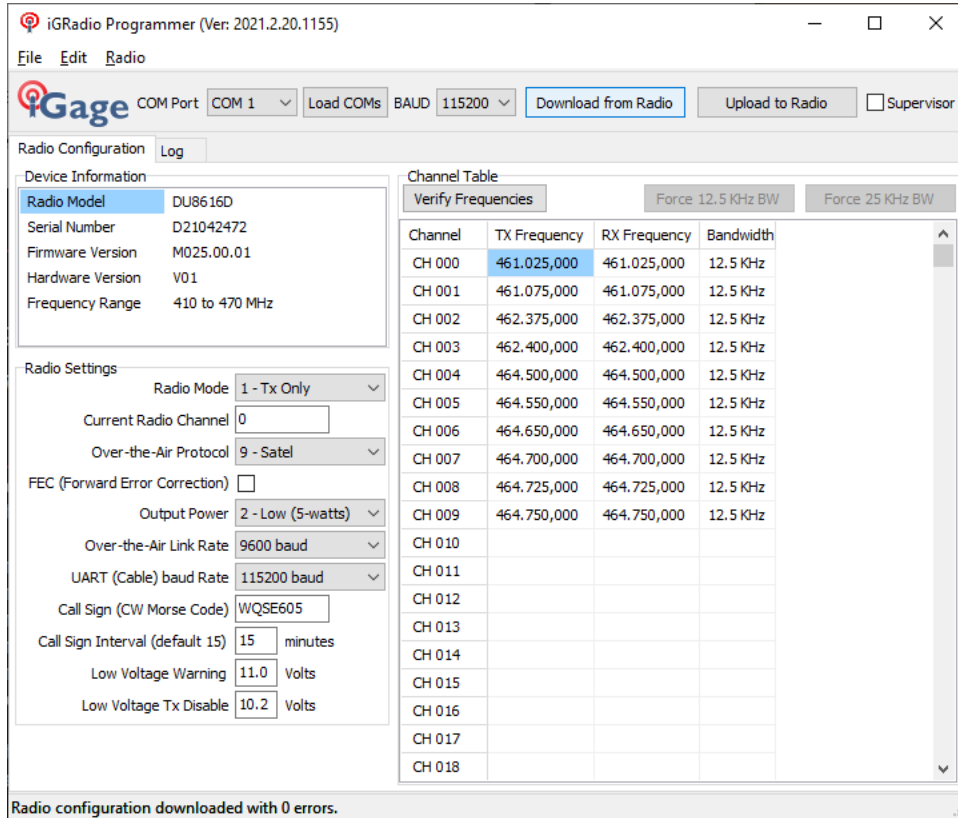 iGRadio Programmer (Ver: 2021.2.20.1155)
File Edit Radio
iGage COM Port COM 1 Load COMs BAUD 115200 Download from Radio Upload to Radio Supervisor
Radio Configuration Log
Device Information
Radio Model DU8616D
Serial Number D21042472
Firmware Version M025.00.01
Hardware Version V01
Frequency Range 410 to 470 MHz
Radio Settings
Radio Mode 1 - Tx Only
Current Radio Channel 0
Over-the-Air Protocol 9 - Satel
FEC (Forward Error Correction)
Output Power 2 - Low (5-watts)
Over-the-Air Link Rate 9600 baud
UART (Cable) baud Rate 115200 baud
Call Sign (CW Morse Code) WQSE605
Call Sign Interval (default 15) 15 minutes
Low Voltage Warning 11.0 Volts
Low Voltage Tx Disable 10.2 Volts
Channel Table
Verify Frequencies Force 12.5 KHz BW Force 25 KHz BW
Channel TX Frequency RX Frequency Bandwidth
CH 000 461.025,000 461.025,000 12.5 KHz
CH 001 461.075,000 461.075,000 12.5 KHz
CH 002 462.375,000 462.375,000 12.5 KHz
CH 003 462.400,000 462.400,000 12.5 KHz
CH 004 464.500,000 464.500,000 12.5 KHz
CH 005 464.550,000 464.550,000 12.5 KHz
CH 006 464.650,000 464.650,000 12.5 KHz
CH 007 464.700,000 464.700,000 12.5 KHz
CH 008 464.725,000 464.725,000 12.5 KHz
CH 009 464.750,000 464.750,000 12.5 KHz
CH 010
CH 011
CH 012
CH 013
CH 014
CH 015
CH 016
CH 017
CH 018
Radio configuration downloaded with 0 errors.